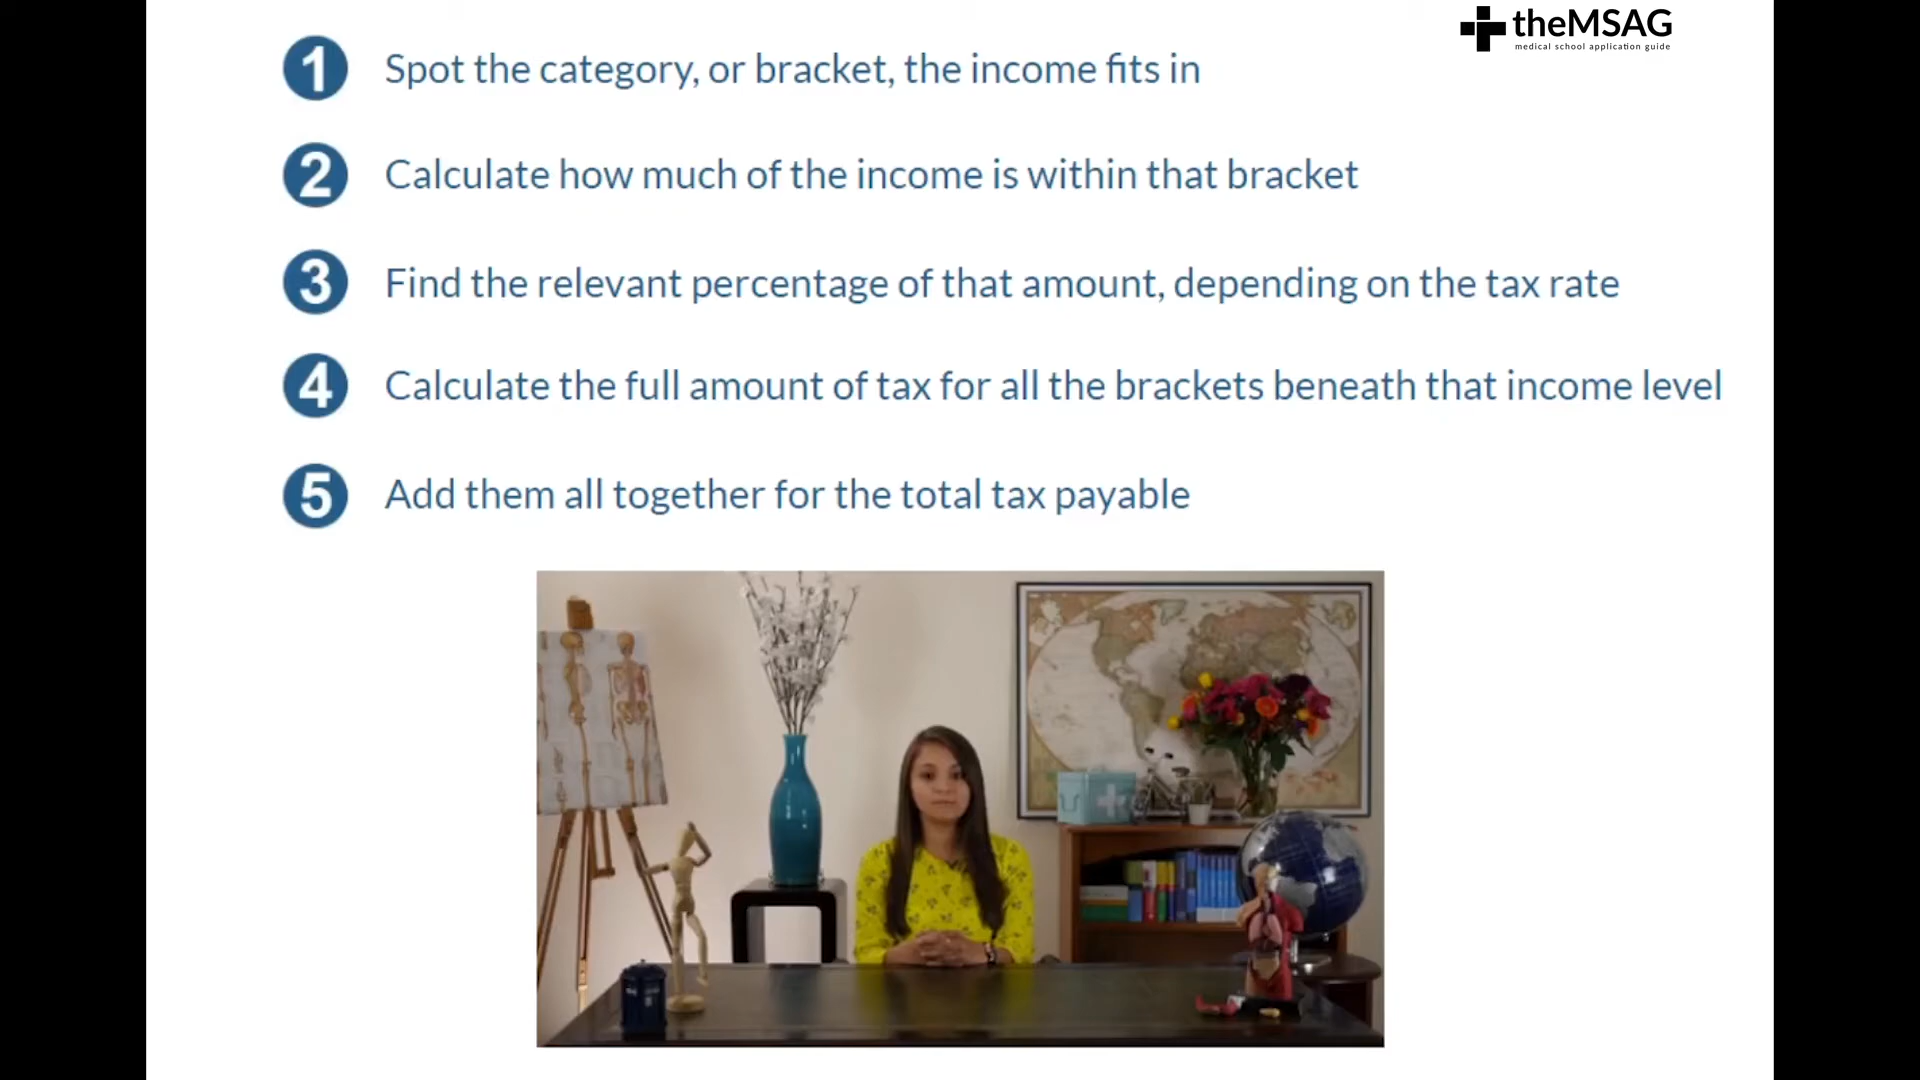 theMSAG
medical school application guide
1 Spot the category, or bracket, the income fits in
2 Calculate how much of the income is within that bracket
3 Find the relevant percentage of that amount, depending on the tax rate
4 Calculate the full amount of tax for all the brackets beneath that income level
5 Add them all together for the total tax payable